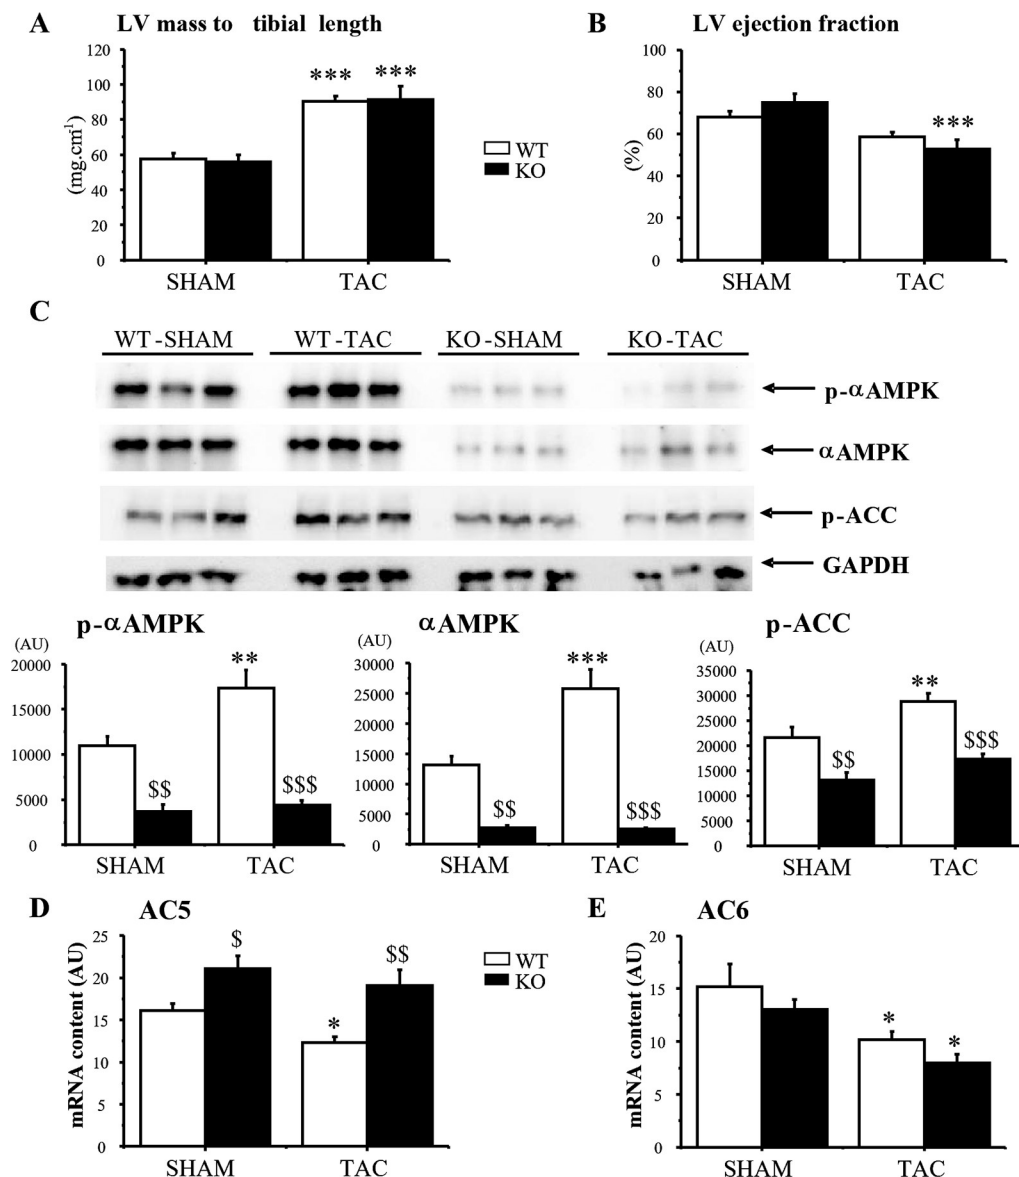 A LV mass to tibial length
B LV ejection fraction
120
100
80
60
40
20
0
(mg.cm¹)
*** ***
SHAM TAC
WT
KO
100
80
60
40
20
0
(%)
***
SHAM TAC
C
WT-SHAM WT-TAC KO-SHAM KO-TAC
p-αAMPK
αAMPK
p-ACC
GAPDH
p-αAMPK
(AU)
20000
15000
10000
5000
0
**
$$ $$$
SHAM TAC
αAMPK
(AU)
30000
25000
20000
15000
10000
5000
0
***
$$ $$$
SHAM TAC
p-ACC
(AU)
35000
30000
25000
20000
15000
10000
5000
0
**
$$ $$$
SHAM TAC
D AC5
mRNA content (AU)
25
20
15
10
5
0
$ $$
*
SHAM TAC
WT
KO
E AC6
mRNA content (AU)
20
15
10
5
0
* *
SHAM TAC